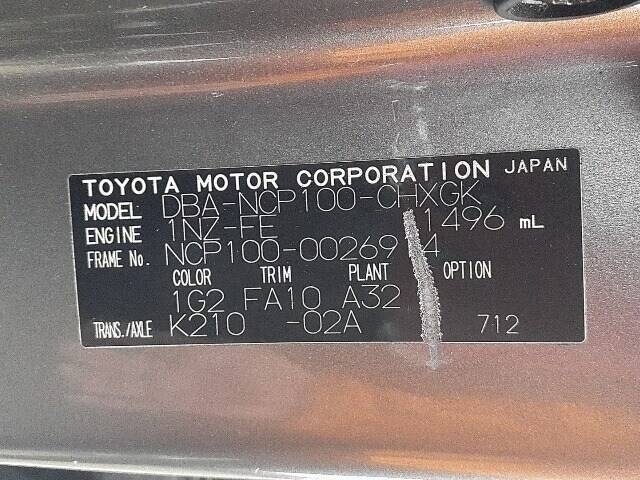 TOYOTA MOTOR CORPORATION JAPAN
MODEL DBA-NCP100-CHXGK
ENGINE 1NZ-FE 1496 mL
FRAME No. NCP100-00269 4
COLOR TRIM PLANT OPTION
1G2 FA10 A32
TRANS./AXLE K210 -02A 712